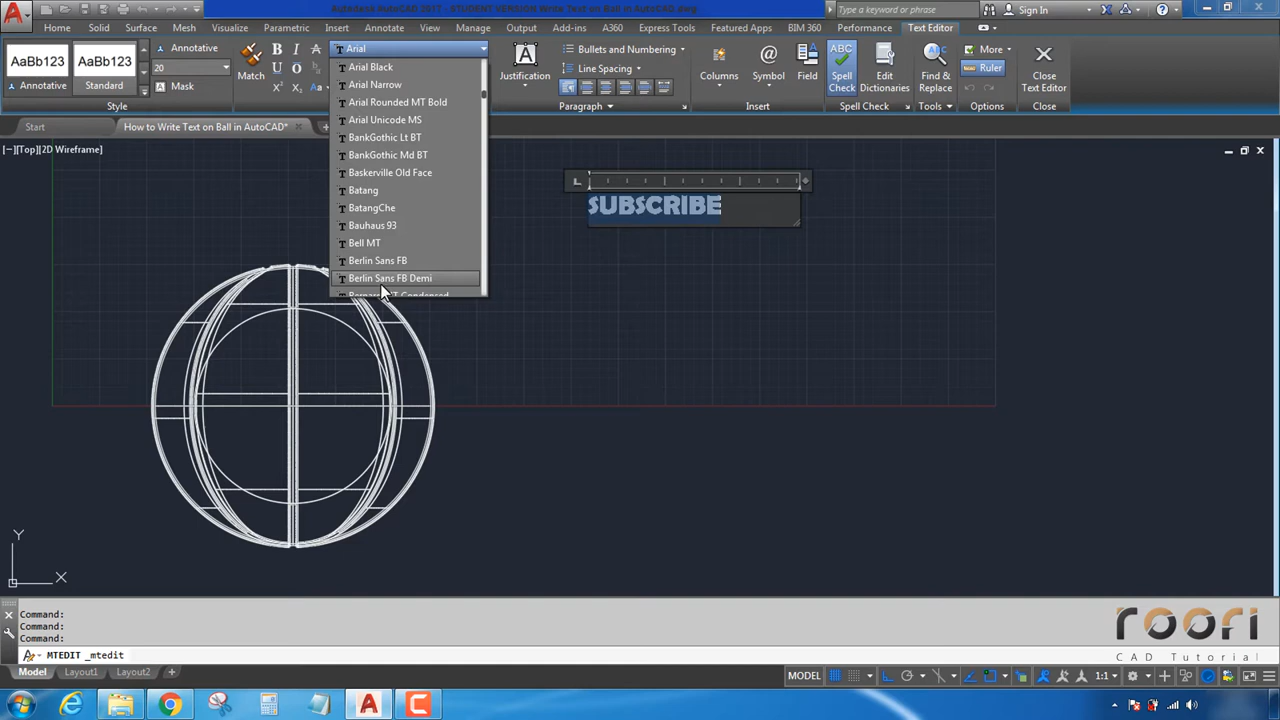 Autodesk AutoCAD 2017 - STUDENT VERSION Write Text on Ball in AutoCAD.dwg
Type a keyword or phrase
Sign In
Home Solid Surface Mesh Visualize Parametric Insert Annotate View Manage Output Add-ins A360 Express Tools Featured Apps BIM 360 Performance Text Editor
AaBb123 AaBb123
Annotative Standard
Annotative
20
Mask
Style
Match
B I A
U O
Aa
Arial
Arial Black
Arial Narrow
Arial Rounded MT Bold
Arial Unicode MS
BankGothic Lt BT
BankGothic Md BT
Baskerville Old Face
Batang
BatangChe
Bauhaus 93
Bell MT
Berlin Sans FB
Berlin Sans FB Demi
Justification
Bullets and Numbering
Line Spacing
Paragraph
Columns
Symbol
Field
Insert
ABC
Spell Check
Edit Dictionaries
Spell Check
Find & Replace
Tools
More
Ruler
Options
Close Text Editor
Close
Start
How to Write Text on Ball in AutoCAD*
[−][Top][2D Wireframe]
SUBSCRIBE
Y
X
Command:
Command:
Command:
MTEDIT _mtedit
roofi
CAD Tutorial
Model Layout1 Layout2
MODEL
1:1